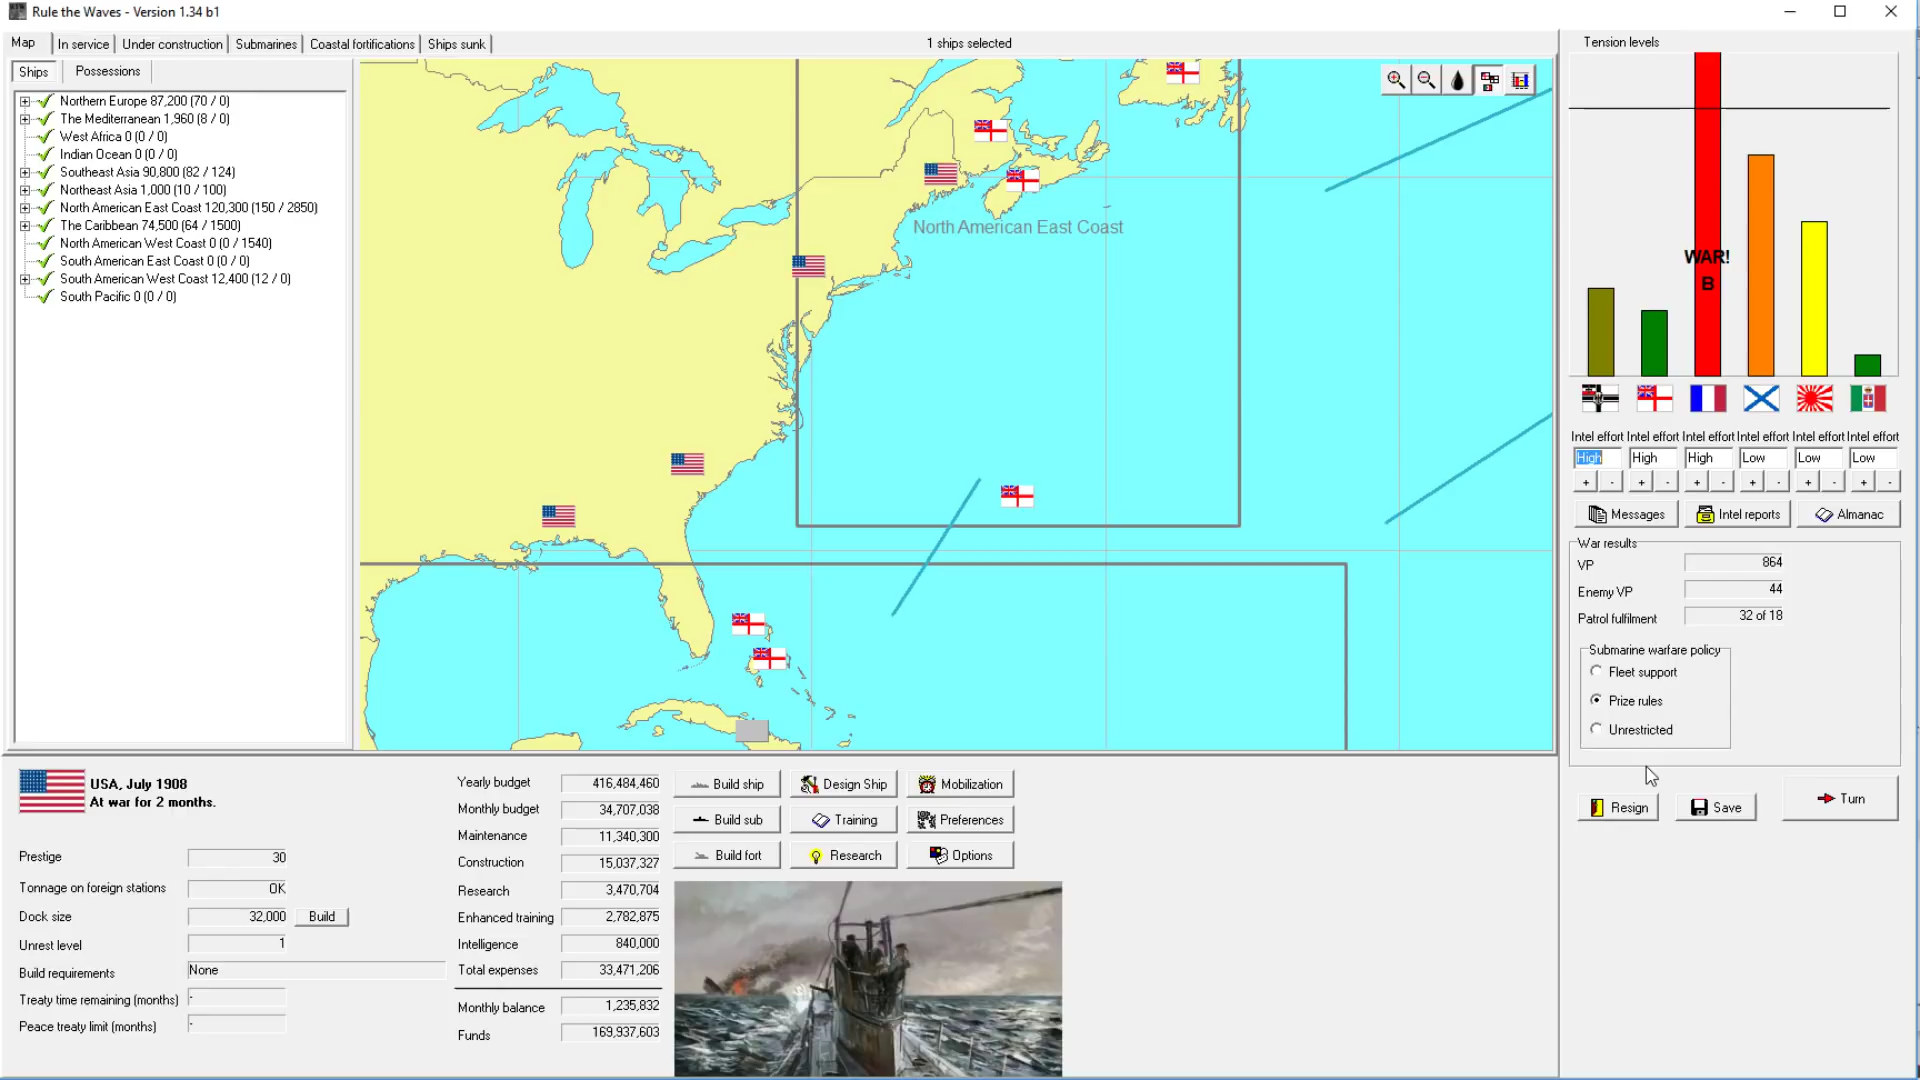 Rule the Waves - Version 1.34 b1
Map
In service
Under construction
Submarines
Coastal fortifications
Ships sunk
1 ships selected
Ships
Possessions
Northern Europe 87,200 (70 / 0)
The Mediterranean 1,960 (8 / 0)
West Africa 0 (0 / 0)
Indian Ocean 0 (0 / 0)
Southeast Asia 90,800 (82 / 124)
Northeast Asia 1,000 (10 / 100)
North American East Coast 120,300 (150 / 2850)
The Caribbean 74,500 (64 / 1500)
North American West Coast 0 (0 / 1540)
South American East Coast 0 (0 / 0)
South American West Coast 12,400 (12 / 0)
South Pacific 0 (0 / 0)
North American East Coast
Tension levels
WAR!
B
Intel effort Intel effort Intel effort Intel effort Intel effort Intel effort
High High High Low Low Low
+ - + - + - + - + - + -
Messages Intel reports Almanac
War results
VP 864
Enemy VP 44
Patrol fulfilment 32 of 18
Submarine warfare policy
Fleet support
Prize rules
Unrestricted
Resign Save Turn
USA, July 1908
At war for 2 months.
Prestige 30
Tonnage on foreign stations OK
Dock size 32,000 Build
Unrest level 1
Build requirements None
Treaty time remaining (months) -
Peace treaty limit (months) -
Yearly budget 416,484,460
Monthly budget 34,707,038
Maintenance 11,340,300
Construction 15,037,327
Research 3,470,704
Enhanced training 2,782,875
Intelligence 840,000
Total expenses 33,471,206
Monthly balance 1,235,832
Funds 169,937,603
Build ship Design Ship Mobilization
Build sub Training Preferences
Build fort Research Options